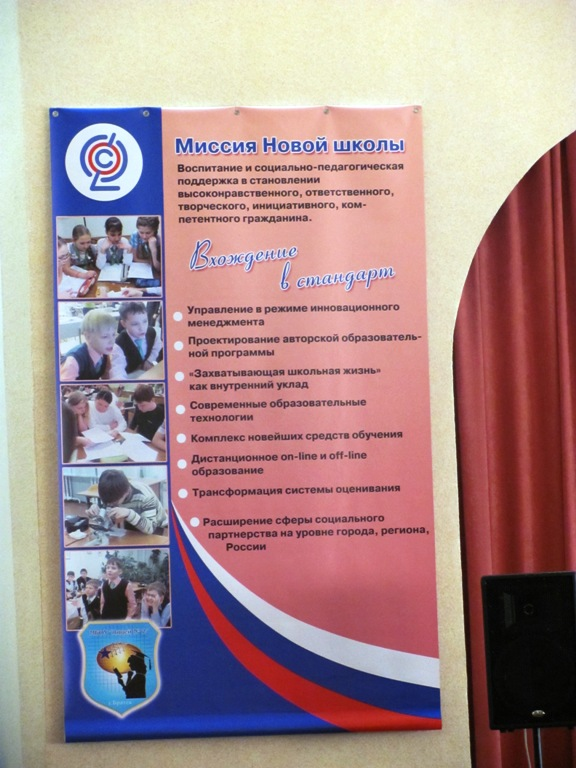 Миссия Новой школы
Воспитание и социально-педагогическая
поддержка в становлении
высоконравственного, ответственного,
творческого, инициативного, ком-
петентного гражданина.
Вхождение
в стандарт
Управление в режиме инновационного
менеджмента
Проектирование авторской образователь-
ной программы
«Захватывающая школьная жизнь»
как внутренний уклад
Современные образовательные
технологии
Комплекс новейших средств обучения
Дистанционное on-line и off-line
образование
Трансформация системы оценивания
Расширение сферы социального
партнерства на уровне города, региона,
России